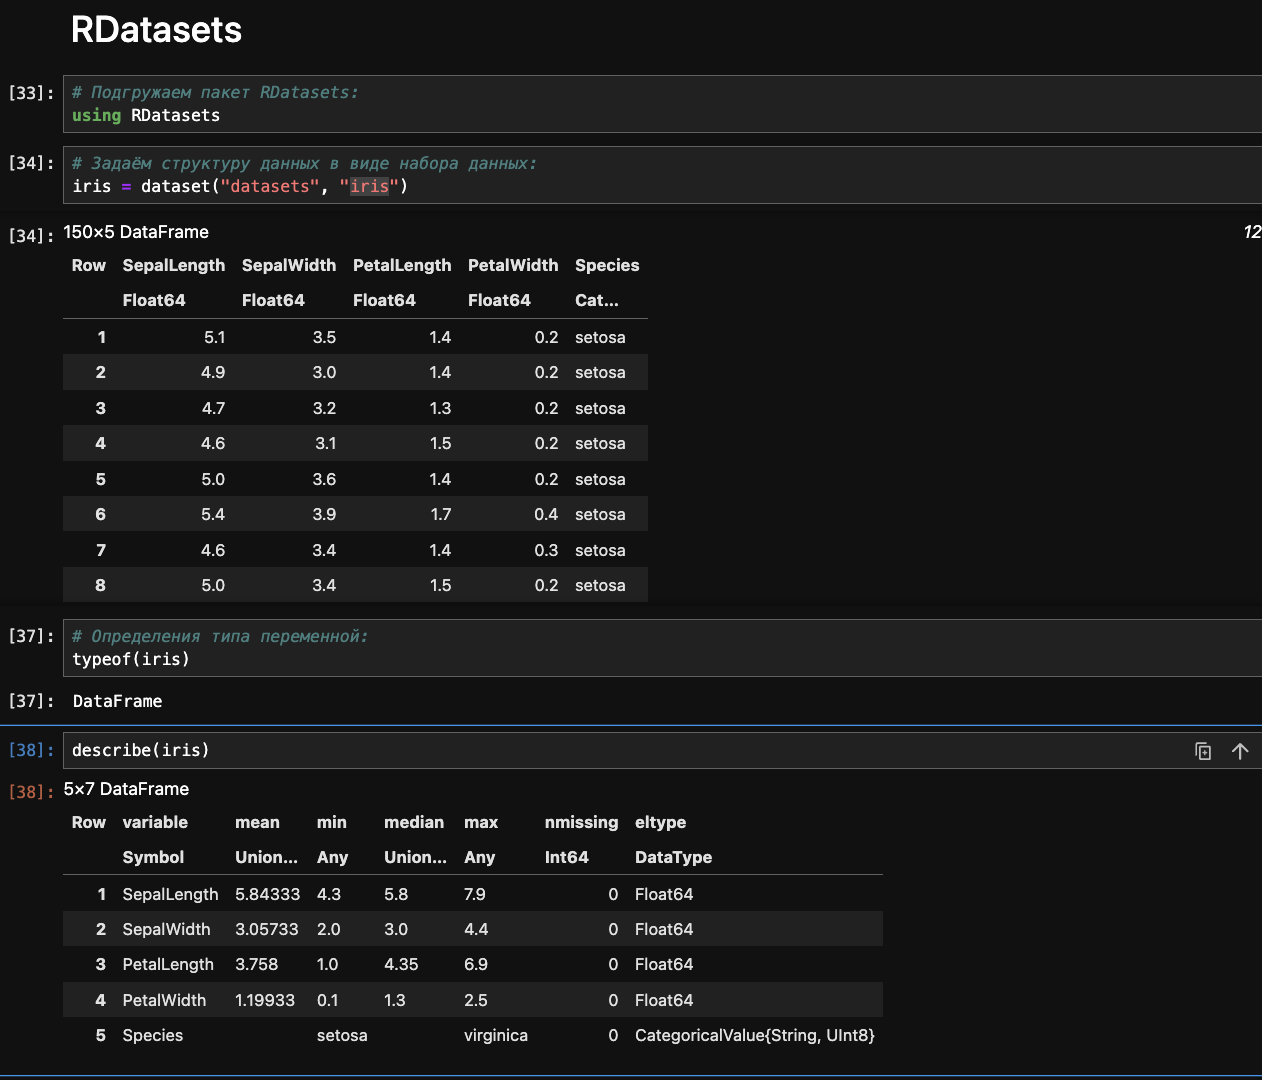 RDatasets
[33]: # Подгружаем пакет RDatasets:
using RDatasets
[34]: # Задаём структуру данных в виде набора данных:
iris = dataset("datasets", "iris")
[34]: 150×5 DataFrame 12
Row SepalLength SepalWidth PetalLength PetalWidth Species
Float64 Float64 Float64 Float64 Cat...
1 5.1 3.5 1.4 0.2 setosa
2 4.9 3.0 1.4 0.2 setosa
3 4.7 3.2 1.3 0.2 setosa
4 4.6 3.1 1.5 0.2 setosa
5 5.0 3.6 1.4 0.2 setosa
6 5.4 3.9 1.7 0.4 setosa
7 4.6 3.4 1.4 0.3 setosa
8 5.0 3.4 1.5 0.2 setosa
[37]: # Определения типа переменной:
typeof(iris)
[37]: DataFrame
[38]: describe(iris)
[38]: 5×7 DataFrame
Row variable mean min median max nmissing eltype
Symbol Union... Any Union... Any Int64 DataType
1 SepalLength 5.84333 4.3 5.8 7.9 0 Float64
2 SepalWidth 3.05733 2.0 3.0 4.4 0 Float64
3 PetalLength 3.758 1.0 4.35 6.9 0 Float64
4 PetalWidth 1.19933 0.1 1.3 2.5 0 Float64
5 Species setosa virginica 0 CategoricalValue{String, UInt8}